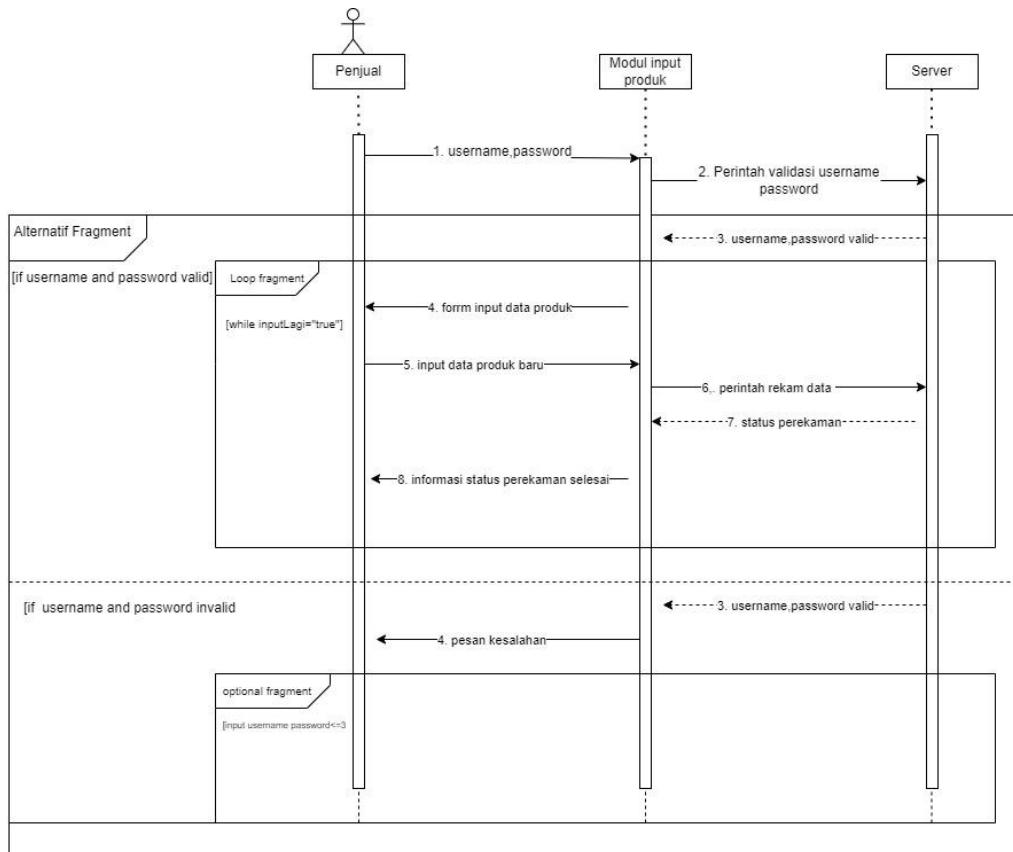 Penjual
Modul input
produk
Server
1. username,password
2. Perintah validasi username
password
Alternatif Fragment
3. username,password valid
[if username and password valid]
Loop fragment
4. forrm input data produk
[while inputLagi="true"]
5. input data produk baru
6,. perintah rekam data
7. status perekaman
8. informasi status perekaman selesai
[if  username and password invalid
3. username,password valid
4. pesan kesalahan
optional fragment
[input username password<=3